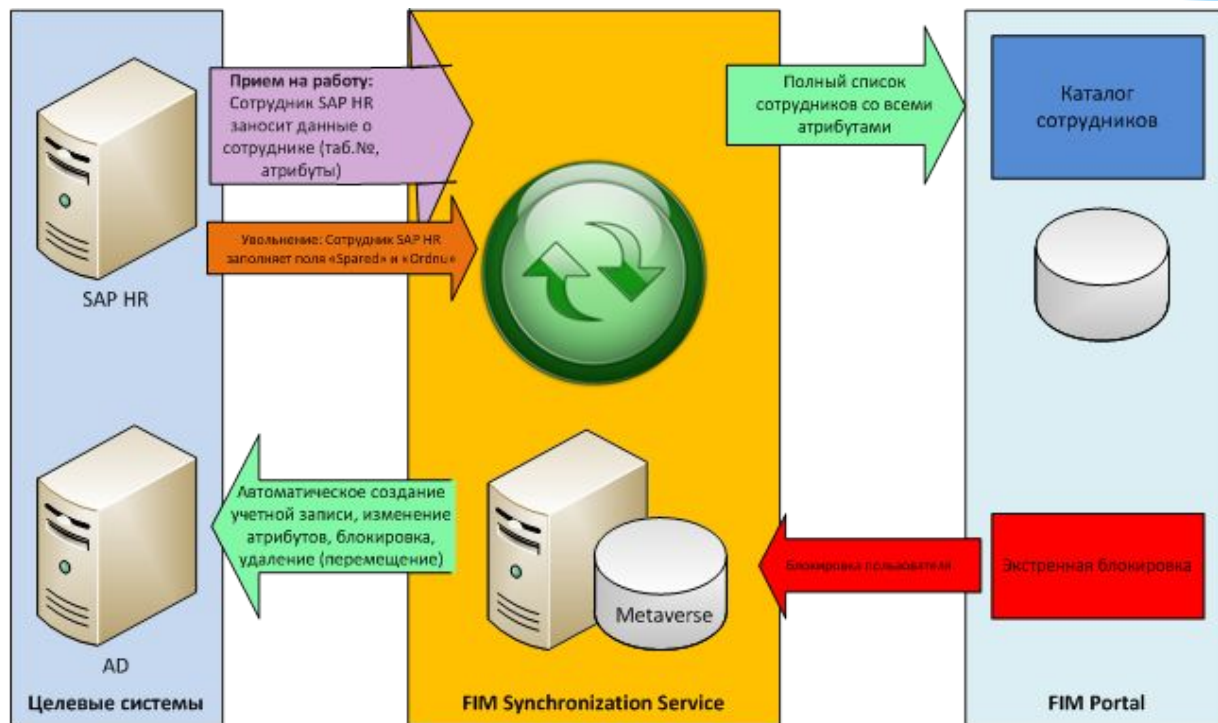 Прием на работу:
Сотрудник SAP HR
заносит данные о
сотруднике (таб.№,
атрибуты)
Увольнение: Сотрудник SAP HR
заполняет поля «Spared» и «Ordnu»
SAP HR
Полный список
сотрудников со всеми
атрибутами
Каталог
сотрудников
Автоматическое создание
учетной записи, изменение
атрибутов, блокировка,
удаление (перемещение)
AD
Metaverse
Блокировка пользователя
Экстренная блокировка
Целевые системы
FIM Synchronization Service
FIM Portal